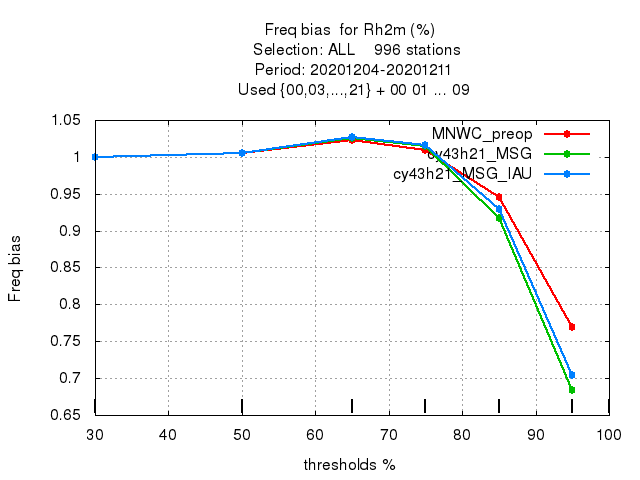 Freq bias for Rh2m (%)
Selection: ALL 996 stations
Period: 20201204-20201211
Used {00,03,...,21} + 00 01 ... 09
1.05
1
0.95
0.9
0.85
0.8
0.75
0.7
0.65
Freq bias
MNWC_preop
cy43h21_MSG
cy43h21_MSG_IAU
30 40 50 60 70 80 90 100
thresholds %